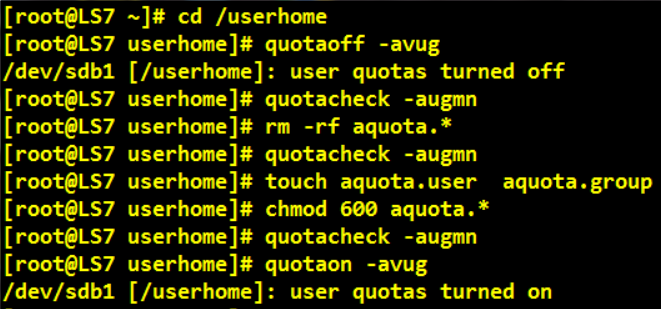 [root@LS7 ~]# cd /userhome
[root@LS7 userhome]# quotaoff -avug
/dev/sdb1 [/userhome]: user quotas turned off
[root@LS7 userhome]# quotacheck -augmn
[root@LS7 userhome]# rm -rf aquota.*
[root@LS7 userhome]# quotacheck -augmn
[root@LS7 userhome]# touch aquota.user  aquota.group
[root@LS7 userhome]# chmod 600 aquota.*
[root@LS7 userhome]# quotacheck -augmn
[root@LS7 userhome]# quotaon -avug
/dev/sdb1 [/userhome]: user quotas turned on